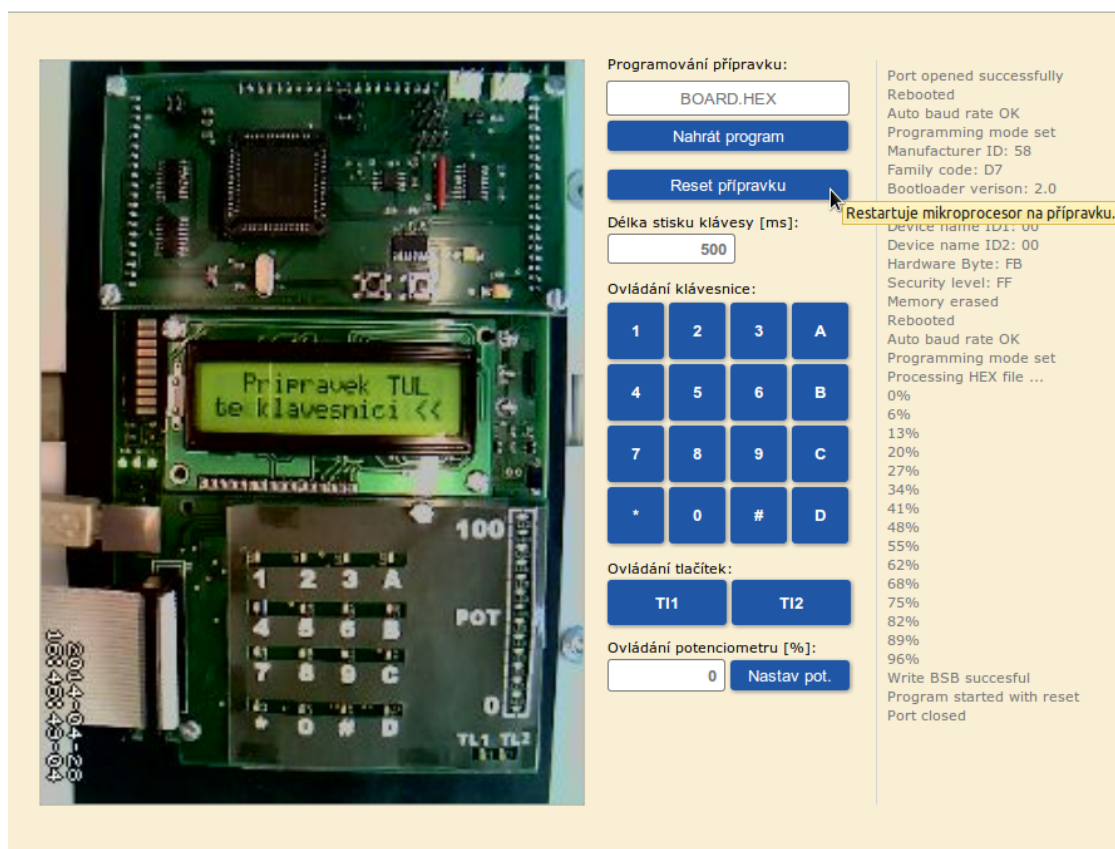 Pripravek TUL
te klavesnici <<
100
POT
0
1 2 3 A
4 5 6 B
7 8 9 C
* 0 # D
TL1 TL2
2014-04-28
Programování přípravku:
BOARD.HEX
Nahrát program
Reset přípravku
Restartuje mikroprocesor na přípravku.
Délka stisku klávesy [ms]:
500
Ovládání klávesnice:
1 2 3 A
4 5 6 B
7 8 9 C
* 0 # D
Ovládání tlačítek:
Tl1 Tl2
Ovládání potenciometru [%]:
0 Nastav pot.
Port opened successfully
Rebooted
Auto baud rate OK
Programming mode set
Manufacturer ID: 58
Family code: D7
Bootloader verison: 2.0
Device name ID1: 00
Device name ID2: 00
Hardware Byte: FB
Security level: FF
Memory erased
Rebooted
Auto baud rate OK
Programming mode set
Processing HEX file ...
0%
6%
13%
20%
27%
34%
41%
48%
55%
62%
68%
75%
82%
89%
96%
Write BSB succesful
Program started with reset
Port closed